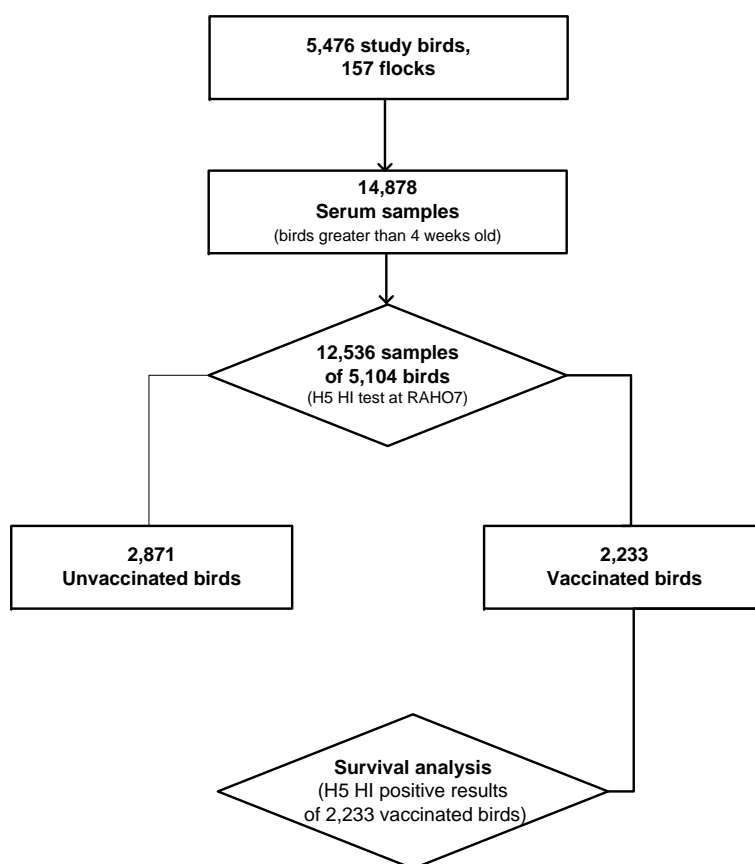 5,476 study birds,
157 flocks
14,878
Serum samples
(birds greater than 4 weeks old)
12,536 samples
of 5,104 birds
(H5 HI test at RAHO7)
2,871
Unvaccinated birds
2,233
Vaccinated birds
Survival analysis
(H5 HI positive results
of 2,233 vaccinated birds)